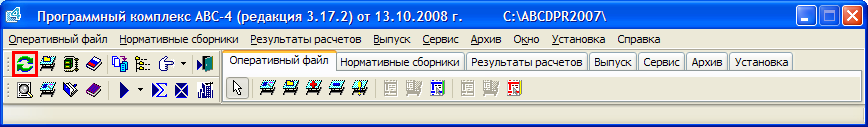 Программный комплекс АВС-4 (редакция 3.17.2) от 13.10.2008 г. C:\ABCDPR2007\
Оперативный файл Нормативные сборники Результаты расчетов Выпуск Сервис Архив Окно Установка Справка
Оперативный файл Нормативные сборники Результаты расчетов Выпуск Сервис Архив Установка